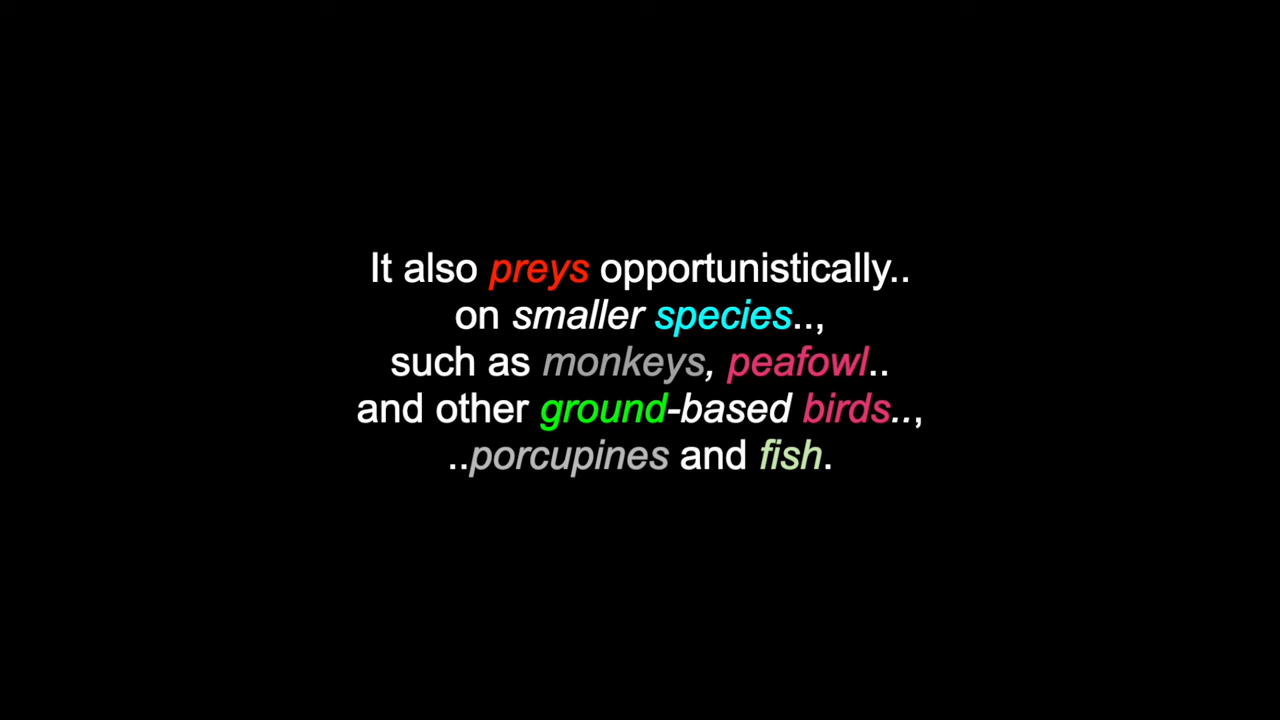 It also preys opportunistically..
on smaller species..,
such as monkeys, peafowl..
and other ground-based birds..,
..porcupines and fish.